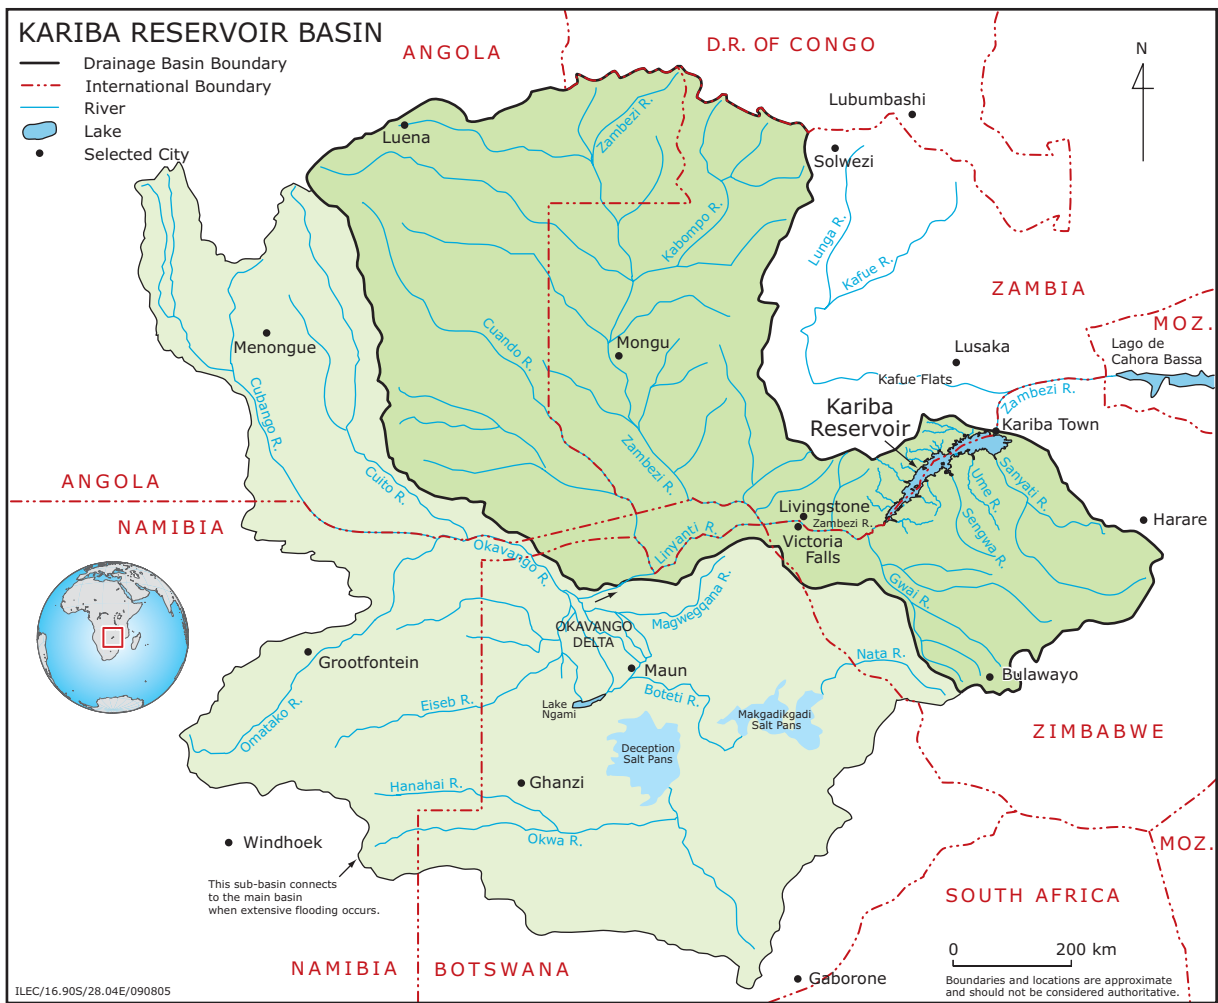 KARIBA RESERVOIR BASIN
Drainage Basin Boundary
International Boundary
River
Lake
Selected City
ANGOLA
D.R. OF CONGO
N
Lubumbashi
Luena
Zambezi R.
Solwezi
Kabompo R.
Lunga R.
Kafue R.
ZAMBIA
MOZ.
Menongue
Cuando R.
Mongu
Lusaka
Lago de
Cahora Bassa
Kafue Flats
Zambezi R.
Cubango R.
Kariba
Reservoir
Kariba Town
Cuito R.
Zambezi R.
Ume R.
Sanyati R.
Sengwa R.
ANGOLA
NAMIBIA
Livingstone
Zambezi R.
Victoria
Falls
Harare
Linyanti R.
Okavango R.
Gwai R.
Magwegqana R.
OKAVANGO
DELTA
Grootfontein
Maun
Nata R.
Bulawayo
Omatako R.
Eiseb R.
Lake
Ngami
Boteti R.
Makgadikgadi
Salt Pans
ZIMBABWE
Deception
Salt Pans
Hanahai R.
Ghanzi
Okwa R.
Windhoek
MOZ.
This sub-basin connects
to the main basin
when extensive flooding occurs.
SOUTH AFRICA
0 200 km
NAMIBIA
BOTSWANA
Gaborone
Boundaries and locations are approximate
and should not be considered authoritative.
ILEC/16.90S/28.04E/090805